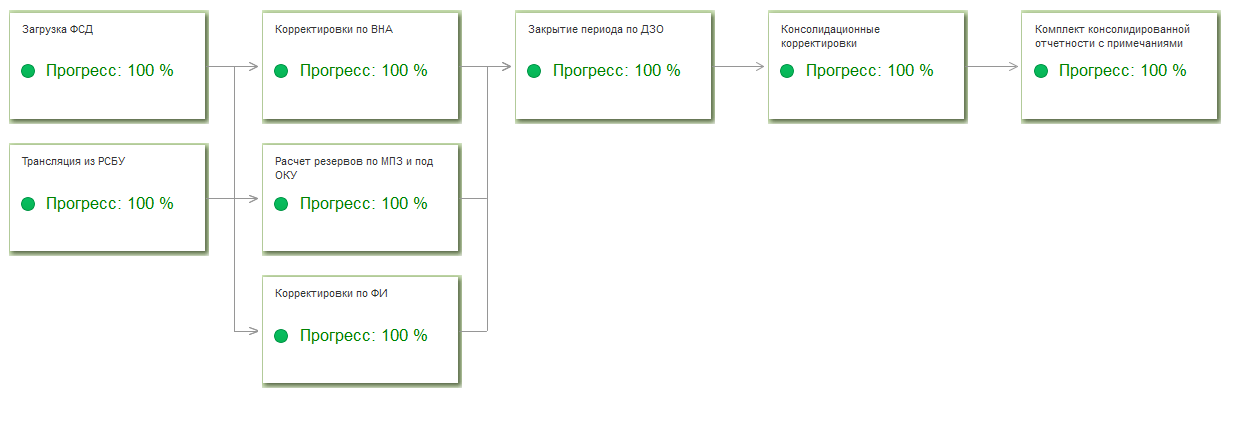 Загрузка ФСД
Прогресс: 100 %
Корректировки по ВНА
Прогресс: 100 %
Закрытие периода по ДЗО
Прогресс: 100 %
Консолидационные
корректировки
Прогресс: 100 %
Комплект консолидированной
отчетности с примечаниями
Прогресс: 100 %
Трансляция из РСБУ
Прогресс: 100 %
Расчет резервов по МПЗ и под
ОКУ
Прогресс: 100 %
Корректировки по ФИ
Прогресс: 100 %